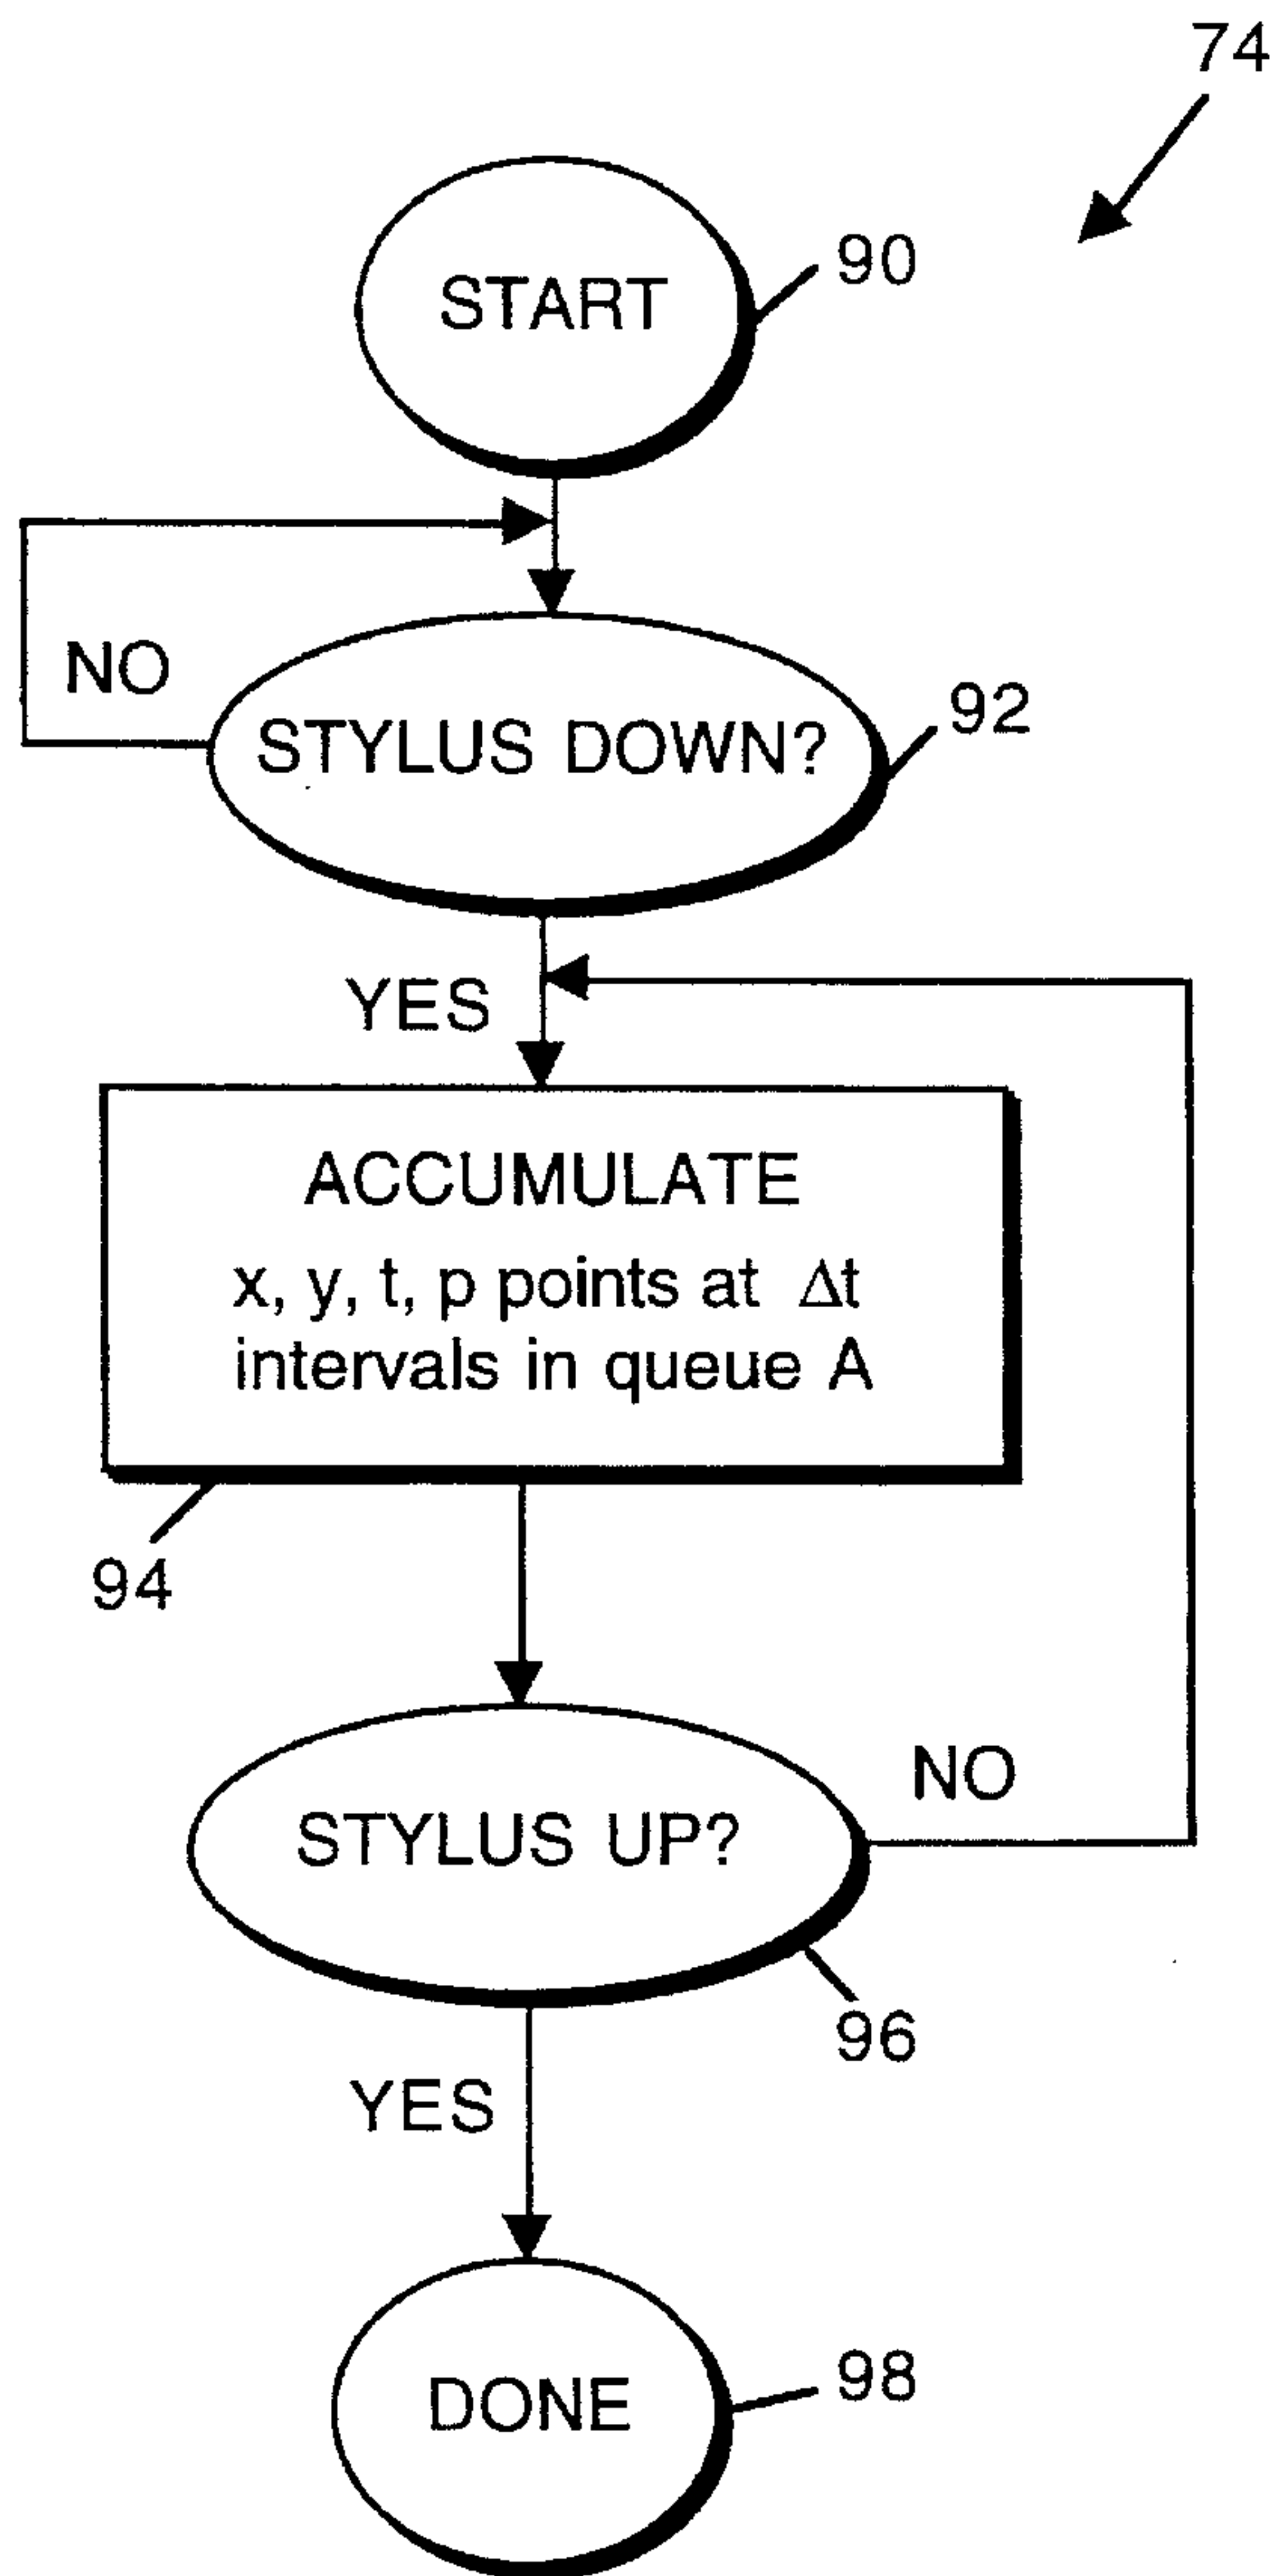 74
START
90
NO
STYLUS DOWN?
92
YES
ACCUMULATE
x, y, t, p points at Δt
intervals in queue A
94
NO
STYLUS UP?
96
YES
DONE
98